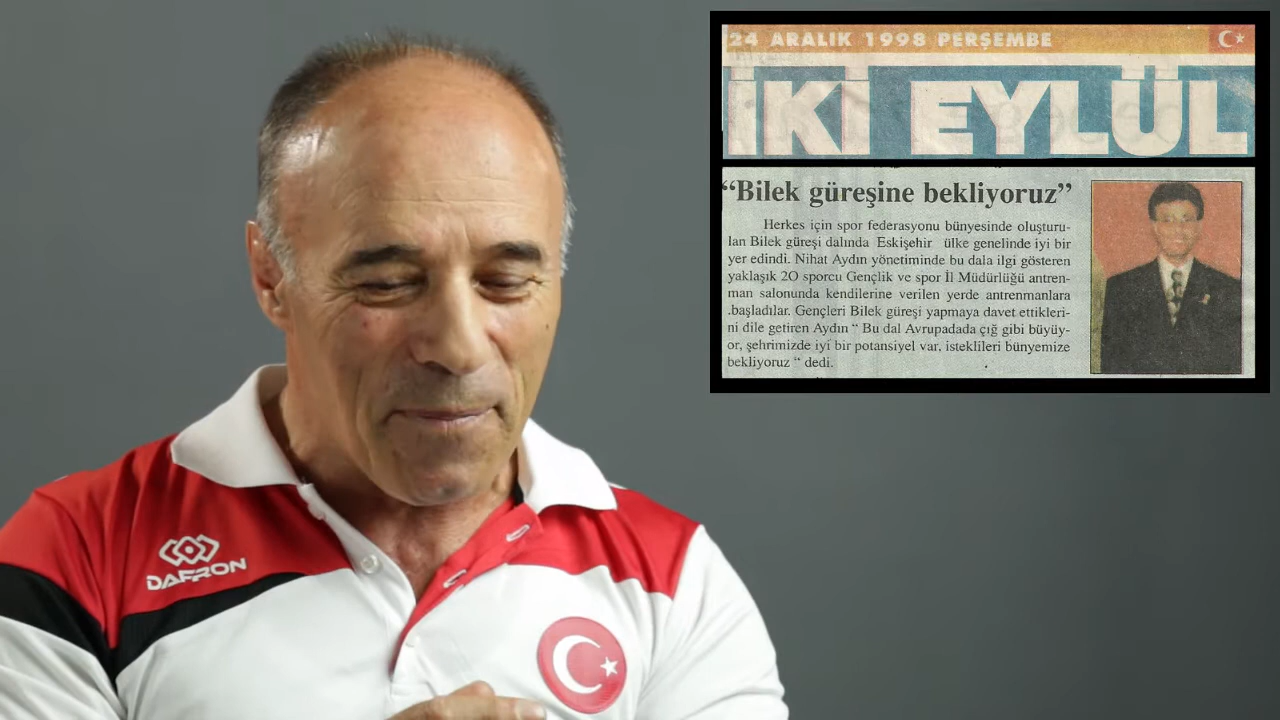 24 ARALIK 1998 PERŞEMBE
İKİ EYLÜL
“Bilek güreşine bekliyoruz”
Herkes için spor federasyonu bünyesinde oluşturu-
lan Bilek güreşi dalında Eskişehir ülke genelinde iyi bir
yer edindi. Nihat Aydın yönetiminde bu dala ilgi gösteren
yaklaşık 20 sporcu Gençlik ve spor İl Müdürlüğü antren-
man salonunda kendilerine verilen yerde antrenmanlara
.başladılar. Gençleri Bilek güreşi yapmaya davet ettikleri-
ni dile getiren Aydın “ Bu dal Avrupadada çığ gibi büyüy-
or, şehrimizde iyi bir potansiyel var, isteklileri bünyemize
bekliyoruz “ dedi.
DAFRON